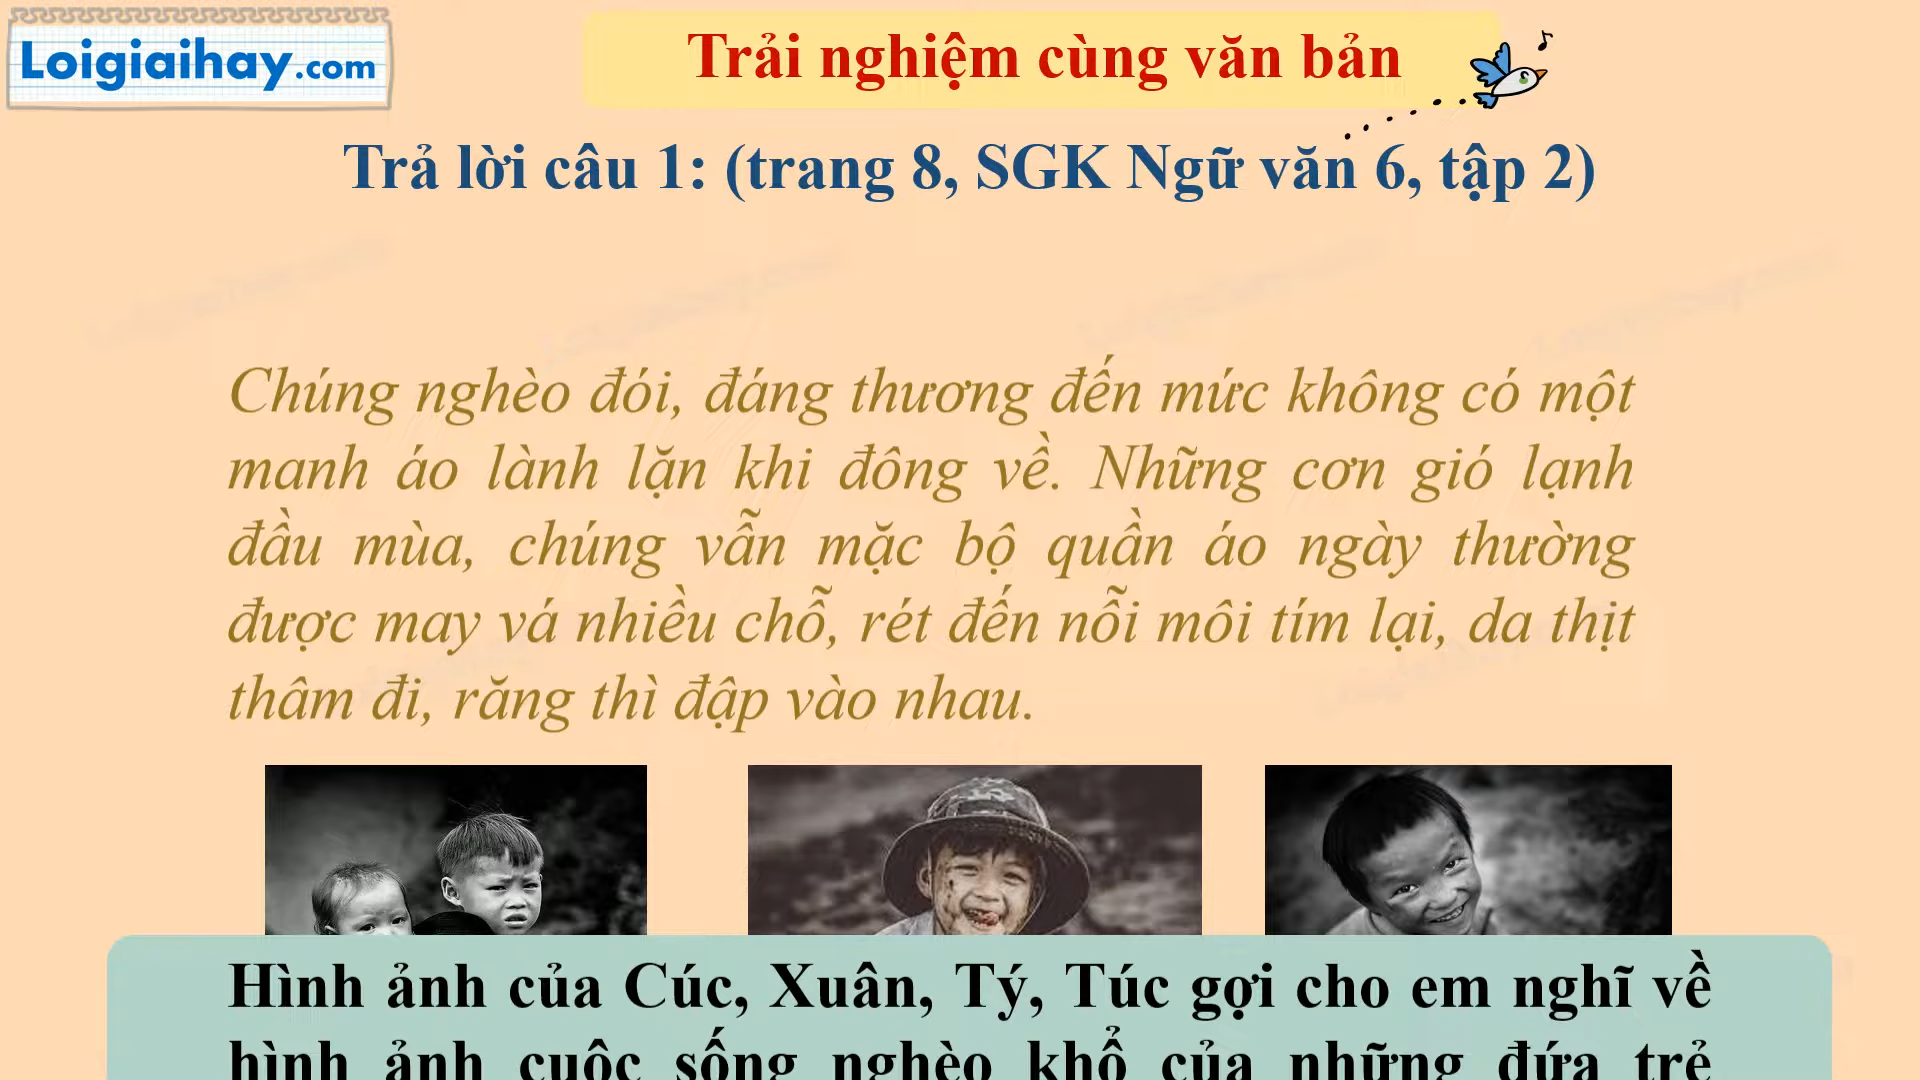 Loigiaihay.com
Trải nghiệm cùng văn bản
Trả lời câu 1: (trang 8, SGK Ngữ văn 6, tập 2)
Chúng nghèo đói, đáng thương đến mức không có một
manh áo lành lặn khi đông về. Những cơn gió lạnh
đầu mùa, chúng vẫn mặc bộ quần áo ngày thường
được may vá nhiều chỗ, rét đến nỗi môi tím lại, da thịt
thâm đi, răng thì đập vào nhau.
Hình ảnh của Cúc, Xuân, Tý, Túc gợi cho em nghĩ về
hình ảnh cuộc sống nghèo khổ của những đứa trẻ